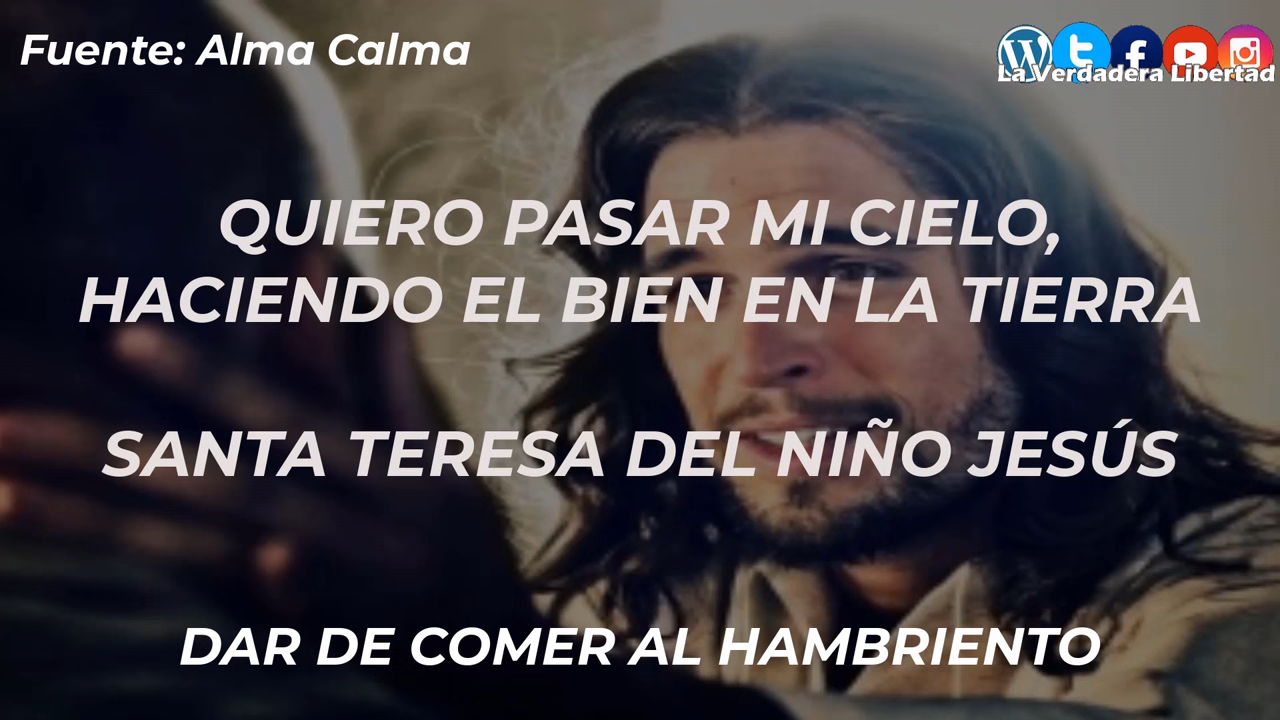 Fuente: Alma Calma
La Verdadera Libertad
QUIERO PASAR MI CIELO,
HACIENDO EL BIEN EN LA TIERRA
SANTA TERESA DEL NIÑO JESÚS
DAR DE COMER AL HAMBRIENTO